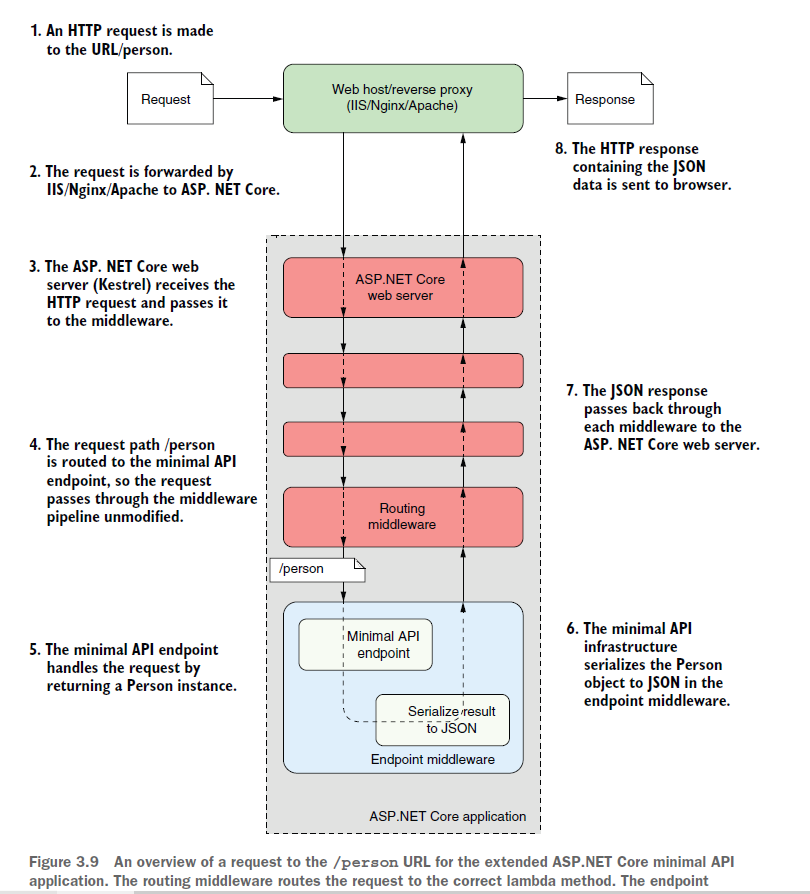 1. An HTTP request is made
to the URL/person.
Request
Web host/reverse proxy
(IIS/Nginx/Apache)
Response
8. The HTTP response
containing the JSON
data is sent to browser.
2. The request is forwarded by
IIS/Nginx/Apache to ASP. NET Core.
3. The ASP. NET Core web
server (Kestrel) receives the
HTTP request and passes it
to the middleware.
ASP.NET Core
web server
7. The JSON response
passes back through
each middleware to the
ASP. NET Core web server.
4. The request path /person
is routed to the minimal API
endpoint, so the request
passes through the middleware
pipeline unmodified.
Routing
middleware
/person
5. The minimal API endpoint
handles the request by
returning a Person instance.
Minimal API
endpoint
6. The minimal API
infrastructure
serializes the Person
object to JSON in the
endpoint middleware.
Serialize result
to JSON
Endpoint middleware
ASP.NET Core application
Figure 3.9 An overview of a request to the /person URL for the extended ASP.NET Core minimal API
application. The routing middleware routes the request to the correct lambda method. The endpoint